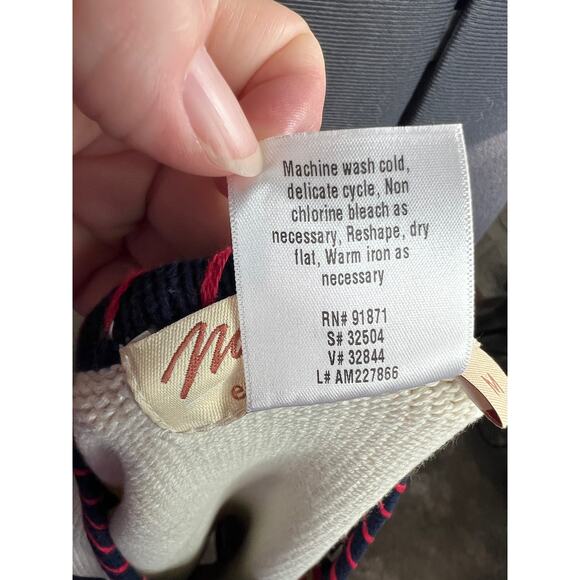 Machine wash cold,
delicate cycle, Non
chlorine bleach as
necessary, Reshape, dry
flat, Warm iron as
necessary
RN# 91871
S# 32504
V# 32844
L# AM227866
M